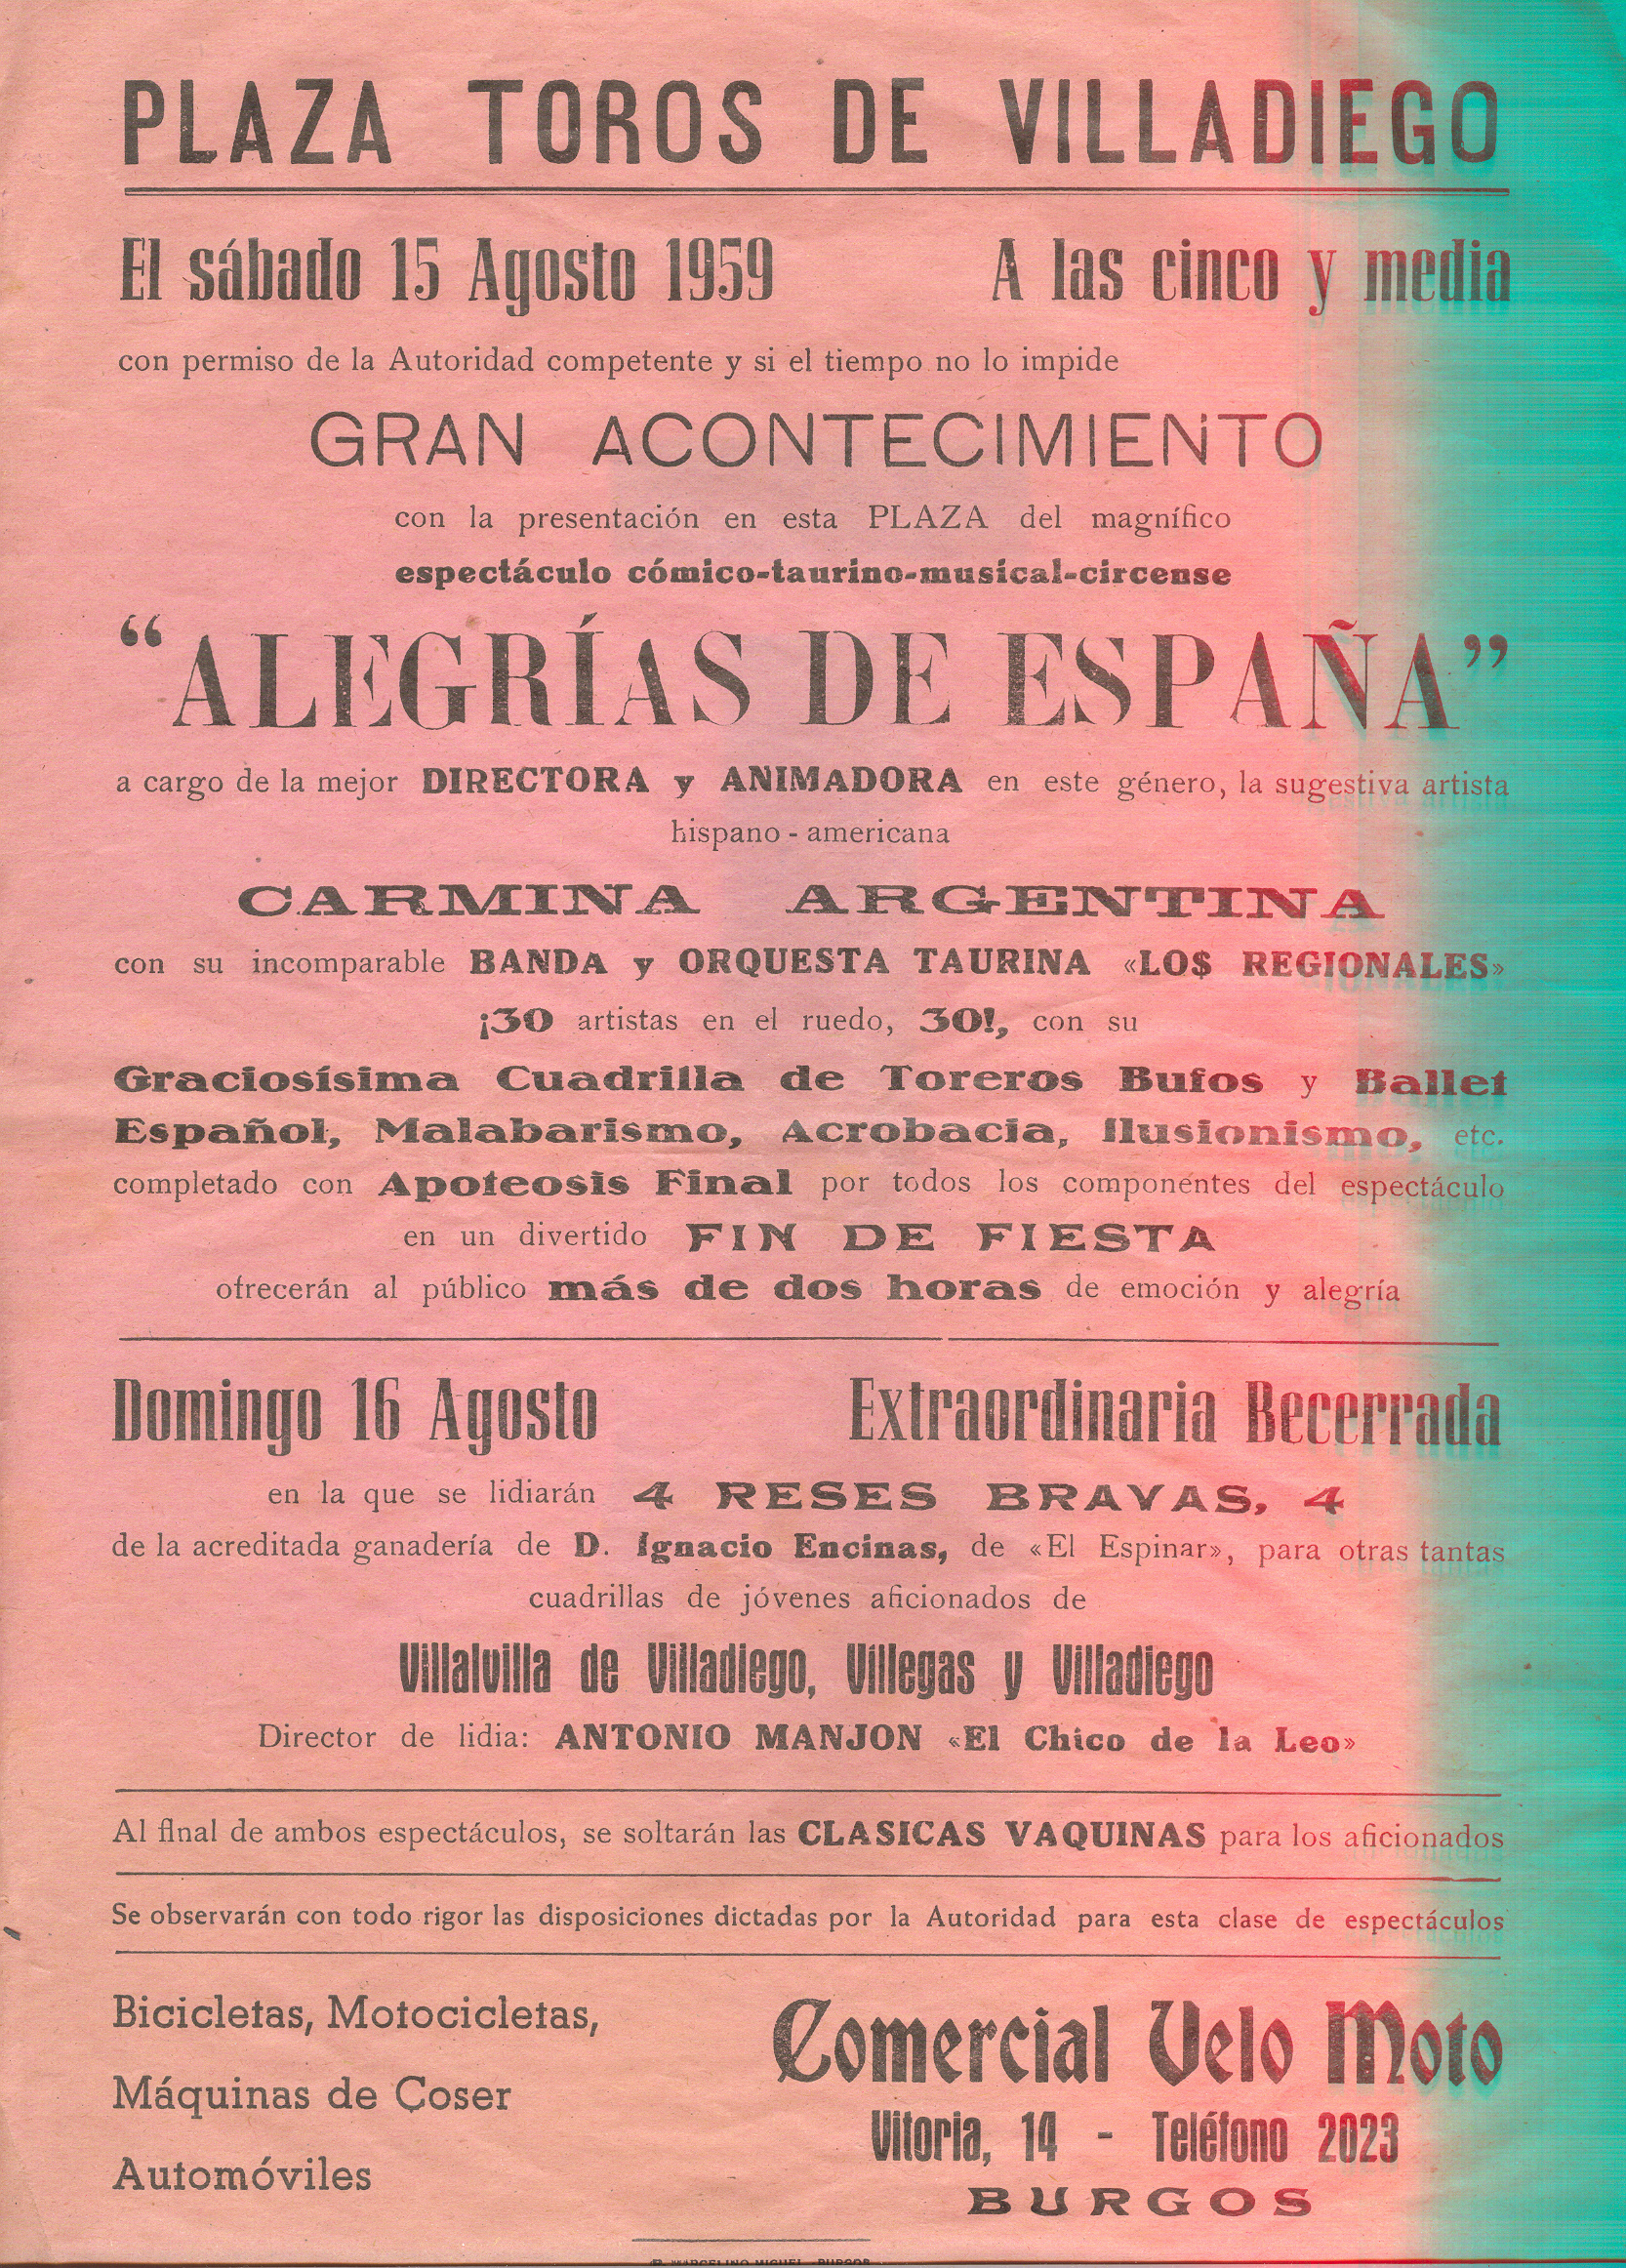 PLAZA TOROS DE VILLADIEGO
El sábado 15 Agosto 1959 A las cinco y media
con permiso de la Autoridad competente y si el tiempo no lo impide
GRAN ACONTECIMIENTO
con la presentación en esta PLAZA del magnífico
espectáculo cómico-taurino-musical-circense
“ALEGRÍAS DE ESPAÑA”
a cargo de la mejor DIRECTORA y ANIMADORA en este género, la sugestiva artista
hispano - americana
CARMINA ARGENTINA
con su incomparable BANDA y ORQUESTA TAURINA «LO$ REGIONALES»
¡30 artistas en el ruedo, 30!, con su
Graciosísima Cuadrilla de Toreros Bufos y Ballet
Español, Malabarismo, Acrobacia, Ilusionismo, etc.
completado con Apoteosis Final por todos los componentes del espectáculo
en un divertido FIN DE FIESTA
ofrecerán al público más de dos horas de emoción y alegría
Domingo 16 Agosto Extraordinaria Becerrada
en la que se lidiarán 4 RESES BRAVAS, 4
de la acreditada ganadería de D. Ignacio Encinas, de «El Espinar», para otras tantas
cuadrillas de jóvenes aficionados de
Villalvilla de Villadiego, Villegas y Villadiego
Director de lidia: ANTONIO MANJON «El Chico de la Leo»
Al final de ambos espectáculos, se soltarán las CLASICAS VAQUINAS para los aficionados
Se observarán con todo rigor las disposiciones dictadas por la Autoridad para esta clase de espectáculos
Bicicletas, Motocicletas,
Máquinas de Coser
Automóviles
Comercial Velo Moto
Vitoria, 14 - Teléfono 2023
BURGOS
MARCELINO MIGUEL - BURGOS